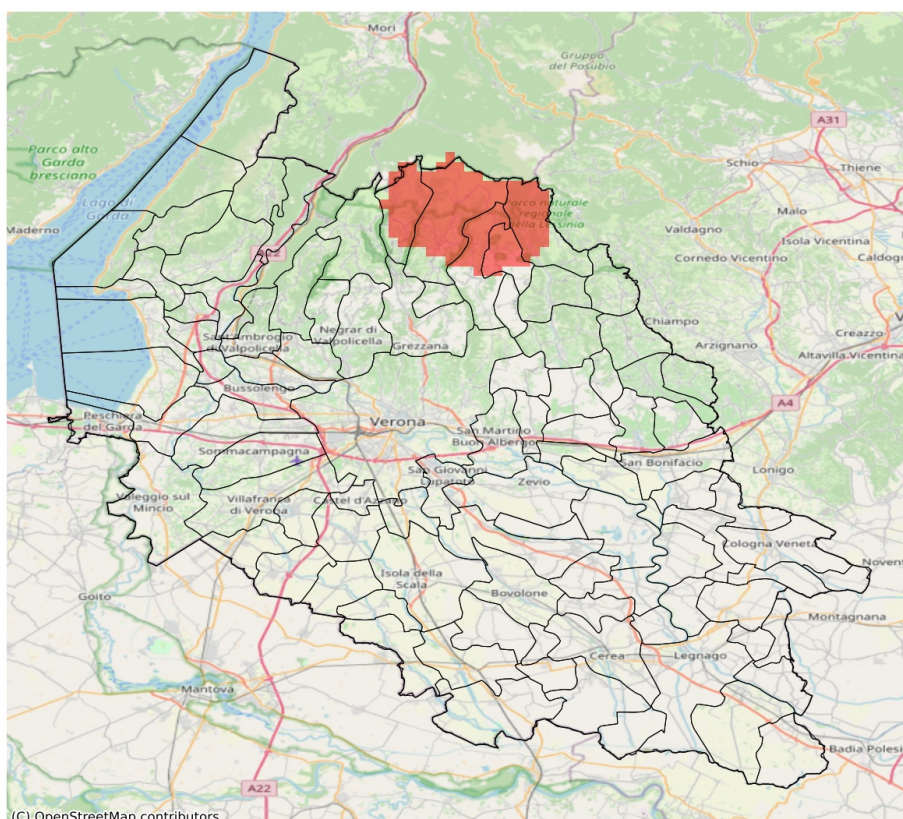 Mori
Gruppo
del Pasubio
A31
Parco alto
Garda
bresciano
Schio
Thiene
Lago di
Garda
Parco naturale
regionale
della Lessinia
Malo
Maderno
Valdagno
Isola Vicentina
Cornedo Vicentino
Caldog
Chiampo
Sant'Ambrogio
di Valpolicella
Negrar di
Valpolicella
Grezzana
Arzignano
Creazzo
Altavilla Vicentina
Bussolengo
A4
Peschiera
del Garda
Verona
San Martino
Buon Albergo
Sommacampagna
San Giovanni
Lupatoto
Zevio
San Bonifacio
Lonigo
Valeggio sul
Mincio
Villafranca
di Verona
Castel d'Azzano
Cologna Veneta
Noven
Goito
Isola della
Scala
Bovolone
Montagnana
Cerea
Legnago
Mantova
Badia Polesi
A22
(C) OpenStreetMap contributors